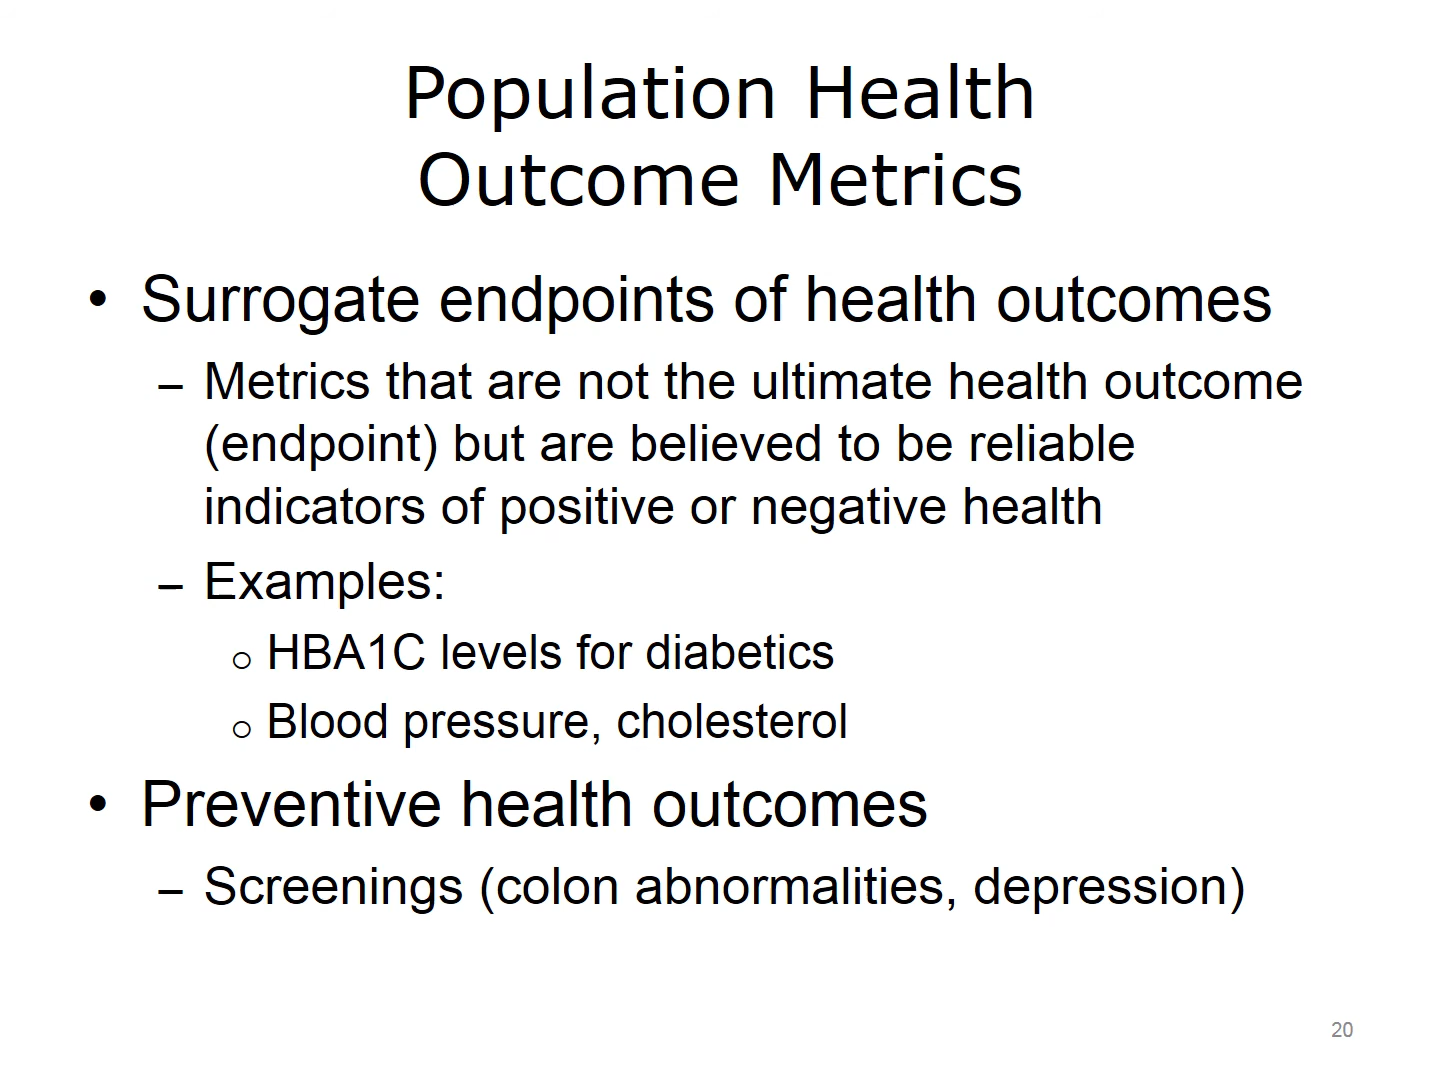 Population Health
Outcome Metrics
• Surrogate endpoints of health outcomes
– Metrics that are not the ultimate health outcome
(endpoint) but are believed to be reliable
indicators of positive or negative health
– Examples:
o HBA1C levels for diabetics
o Blood pressure, cholesterol
• Preventive health outcomes
– Screenings (colon abnormalities, depression)
20